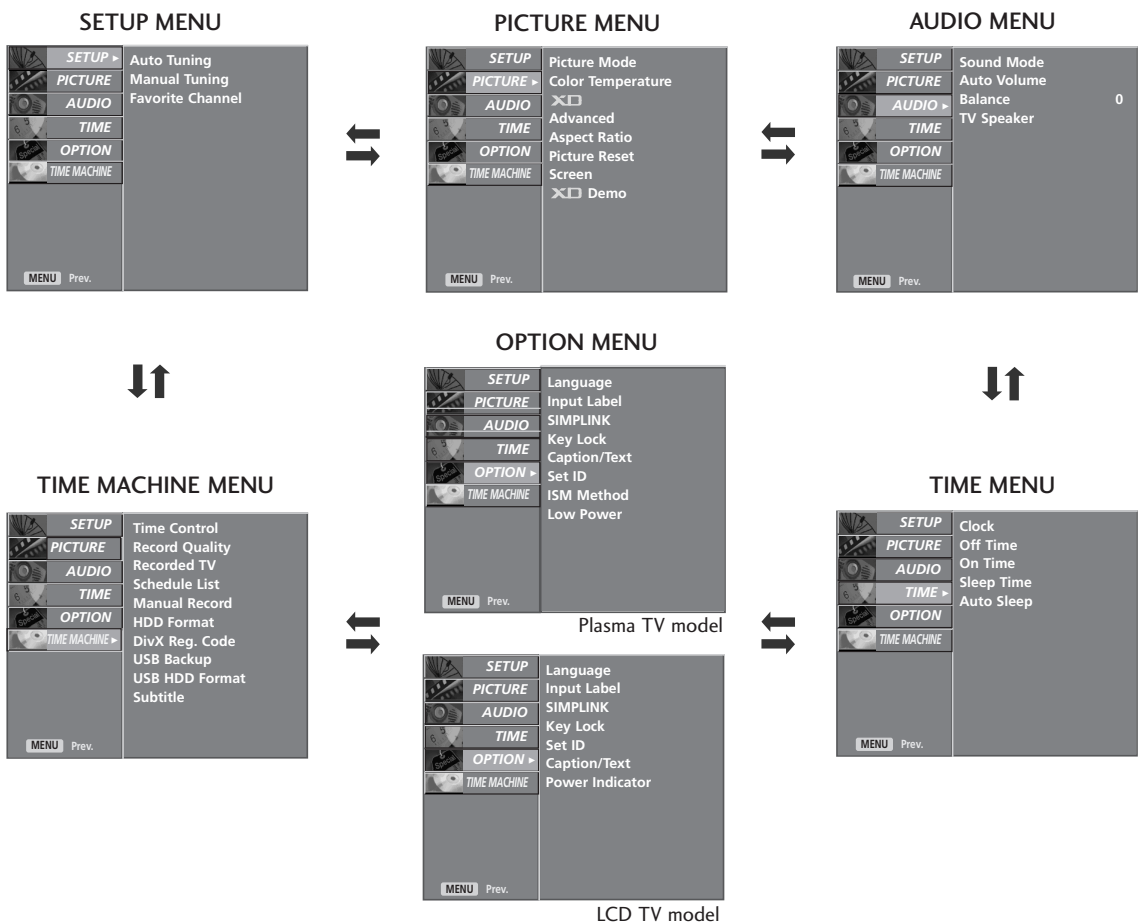 SETUP MENU
SETUP
PICTURE
AUDIO
TIME
OPTION
TIME MACHINE
Auto Tuning
Manual Tuning
Favorite Channel
MENU Prev.
PICTURE MENU
SETUP
PICTURE
AUDIO
TIME
OPTION
TIME MACHINE
Picture Mode
Color Temperature
XD
Advanced
Aspect Ratio
Picture Reset
Screen
XD Demo
MENU Prev.
AUDIO MENU
SETUP
PICTURE
AUDIO
TIME
OPTION
TIME MACHINE
Sound Mode
Auto Volume
Balance 0
TV Speaker
MENU Prev.
TIME MACHINE MENU
SETUP
PICTURE
AUDIO
TIME
OPTION
TIME MACHINE
Time Control
Record Quality
Recorded TV
Schedule List
Manual Record
HDD Format
DivX Reg. Code
USB Backup
USB HDD Format
Subtitle
MENU Prev.
OPTION MENU
SETUP
PICTURE
AUDIO
TIME
OPTION
TIME MACHINE
Language
Input Label
SIMPLINK
Key Lock
Caption/Text
Set ID
ISM Method
Low Power
MENU Prev.
Plasma TV model
SETUP
PICTURE
AUDIO
TIME
OPTION
TIME MACHINE
Language
Input Label
SIMPLINK
Key Lock
Set ID
Caption/Text
Power Indicator
MENU Prev.
LCD TV model
TIME MENU
SETUP
PICTURE
AUDIO
TIME
OPTION
TIME MACHINE
Clock
Off Time
On Time
Sleep Time
Auto Sleep
MENU Prev.